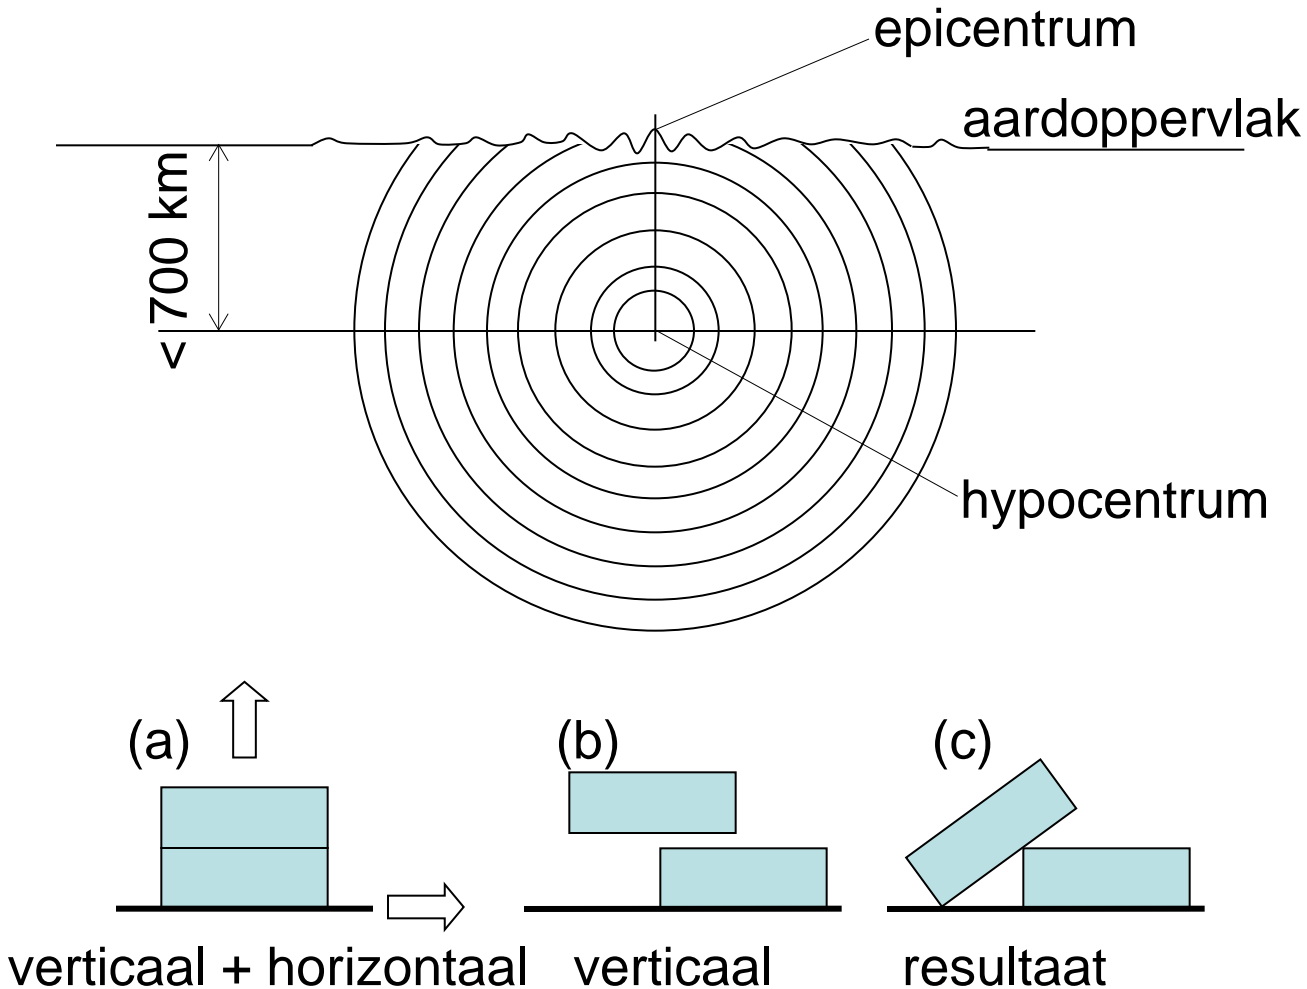 epicentrum
aardoppervlak
< 700 km
hypocentrum
(a)
(b)
(c)
verticaal + horizontaal
verticaal
resultaat